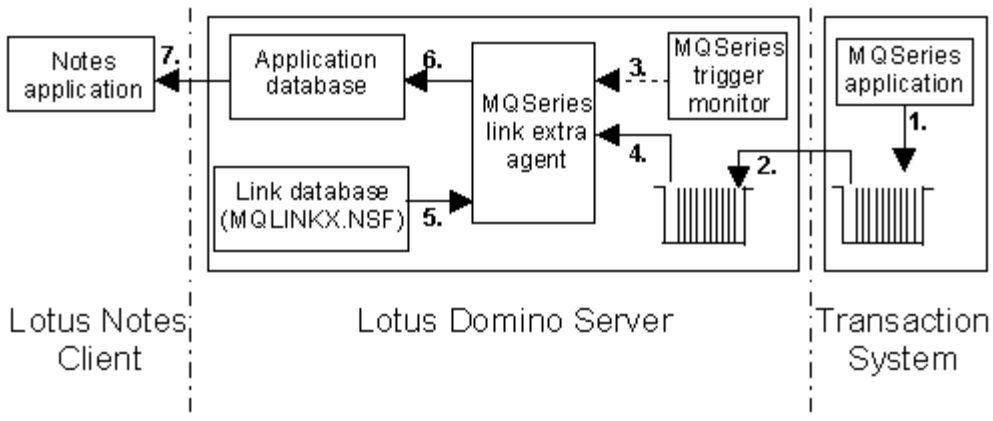 Notes
application
7.
Application
database
6.
MQSeries
link extra
agent
3.
MQSeries
trigger
monitor
MQSeries
application
1.
4.
2.
Link database
(MQLINKX.NSF)
5.
Lotus Notes
Client
Lotus Domino Server
Transaction
System